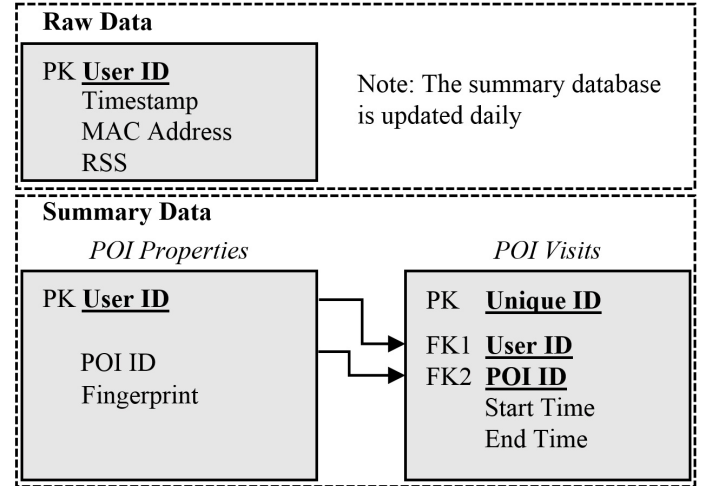 Raw Data
PK User ID
Timestamp
MAC Address
RSS
Note: The summary database
is updated daily
Summary Data
POI Properties
PK User ID
POI ID
Fingerprint
POI Visits
PK Unique ID
FK1 User ID
FK2 POI ID
Start Time
End Time